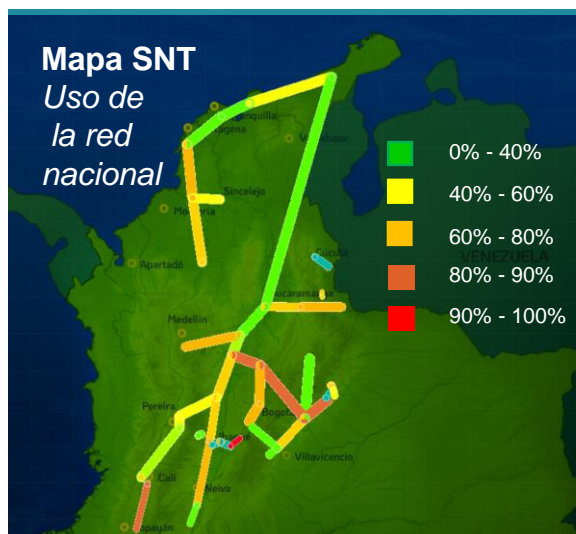 Mapa SNT
Uso de
la red
nacional
0% - 40%
40% - 60%
60% - 80%
80% - 90%
90% - 100%
VENEZUELA
Sincelejo
Apartadó
Cúcuta
Medellín
Pereira
Bogotá
Villavicencio
Cali
Neiva